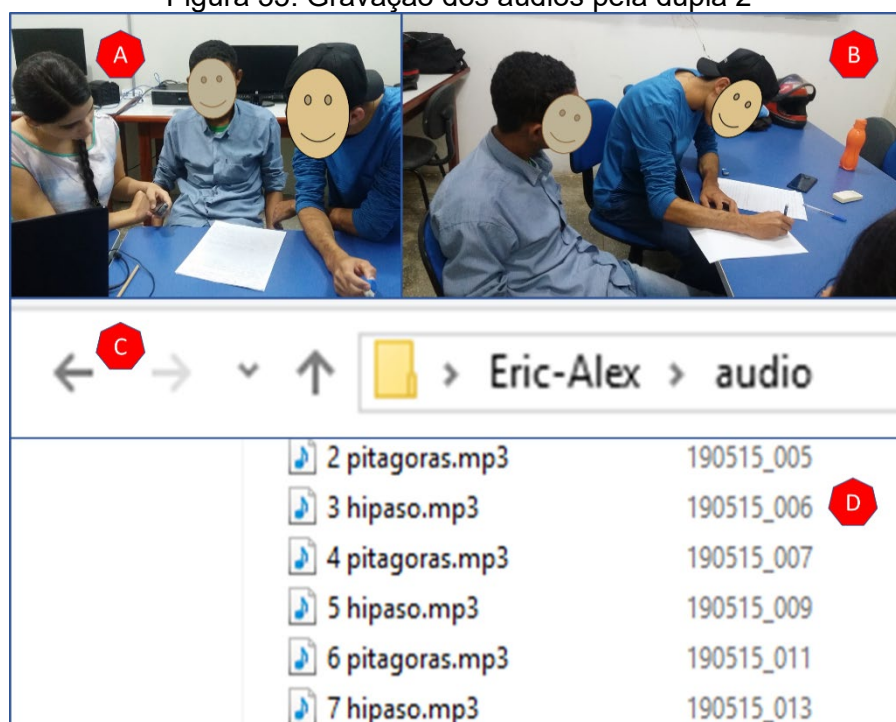 Figura 35: Gravação dos áudios pela dupla 2
A
B
C
Eric-Alex > audio
2 pitagoras.mp3 190515_005
3 hipaso.mp3 190515_006
D
4 pitagoras.mp3 190515_007
5 hipaso.mp3 190515_009
6 pitagoras.mp3 190515_011
7 hipaso.mp3 190515_013